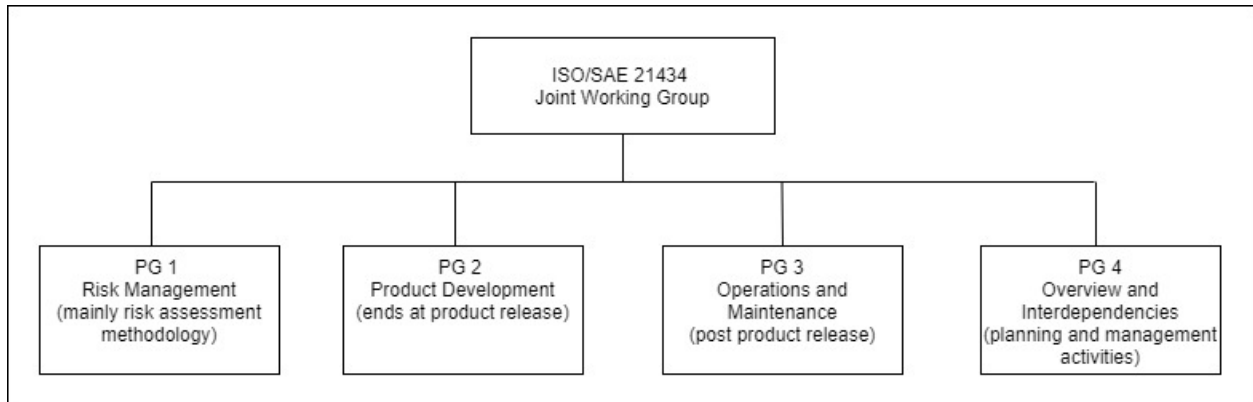 ISO/SAE 21434
Joint Working Group
PG 1
Risk Management
(mainly risk assessment
methodology)
PG 2
Product Development
(ends at product release)
PG 3
Operations and
Maintenance
(post product release)
PG 4
Overview and
Interdependencies
(planning and management
activities)